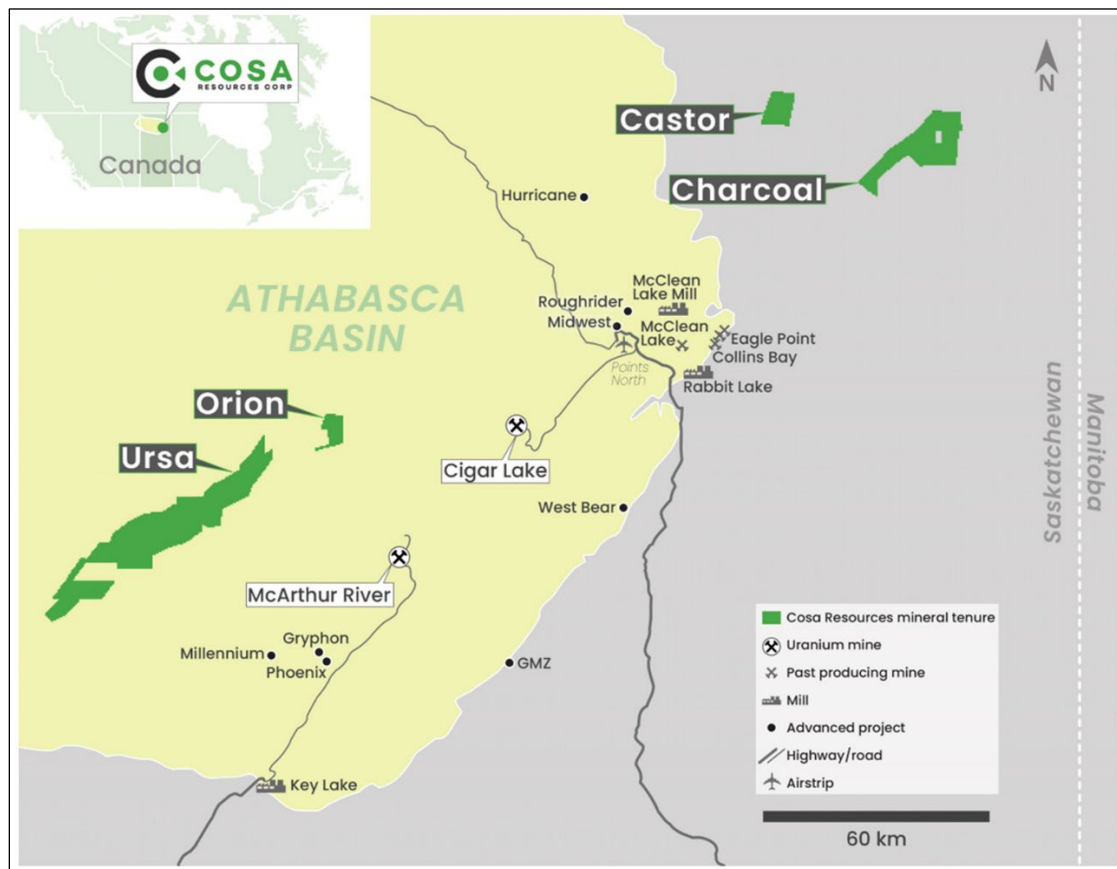 COSA
RESOURCES CORP
Canada
N
Castor
Charcoal
Hurricane
ATHABASCA
BASIN
McClean
Lake Mill
Roughrider
Midwest
McClean
Lake
Eagle Point
Collins Bay
Points
North
Rabbit Lake
Orion
Ursa
Cigar Lake
West Bear
McArthur River
Gryphon
Millennium
Phoenix
GMZ
Key Lake
Saskatchewan
Manitoba
Cosa Resources mineral tenure
Uranium mine
Past producing mine
Mill
Advanced project
Highway/road
Airstrip
60 km